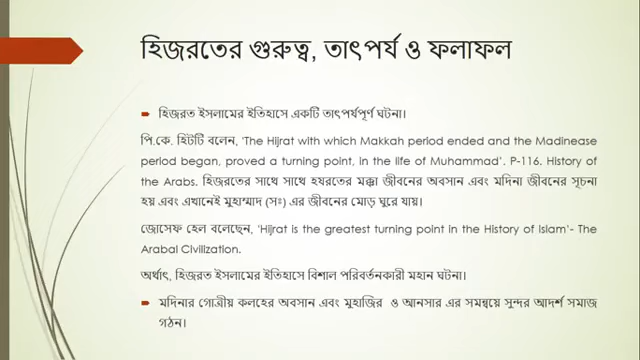 হিজরতের গুরুত্ব, তাৎপর্য ও ফলাফল
হিজরত ইসলামের ইতিহাসে একটি তাৎপর্যপূর্ণ ঘটনা।
পি.কে. হিটটি বলেন, 'The Hijrat with which Makkah period ended and the Madinease
period began, proved a turning point, in the life of Muhammad'. P-116. History of
the Arabs. হিজরতের সাথে সাথে হযরতের মক্কা জীবনের অবসান এবং মদিনা জীবনের সূচনা
হয় এবং এখানেই মুহাম্মাদ (সঃ) এর জীবনের মোড় ঘুরে যায়।
জোসেফ হেল বলেছেন, 'Hijrat is the greatest turning point in the History of Islam'- The
Arabal Civilization.
অর্থাৎ, হিজরত ইসলামের ইতিহাসে বিশাল পরিবর্তনকারী মহান ঘটনা।
মদিনার গোত্রীয় কলহের অবসান এবং মুহাজির ও আনসার এর সমন্বয়ে সুন্দর আদর্শ সমাজ
গঠন।